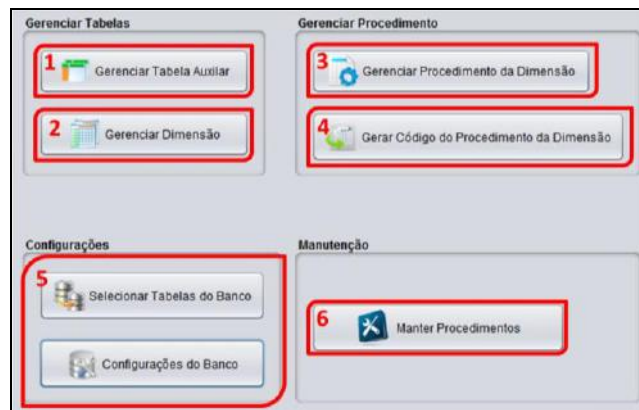 Gerenciar Tabelas
Gerenciar Procedimento
1 Gerenciar Tabela Auxilar
3 Gerenciar Procedimento da Dimensão
2 Gerenciar Dimensão
4 Gerar Código do Procedimento da Dimensão
Configurações
Manutenção
5 Selecionar Tabelas do Banco
6 Manter Procedimentos
Configurações do Banco